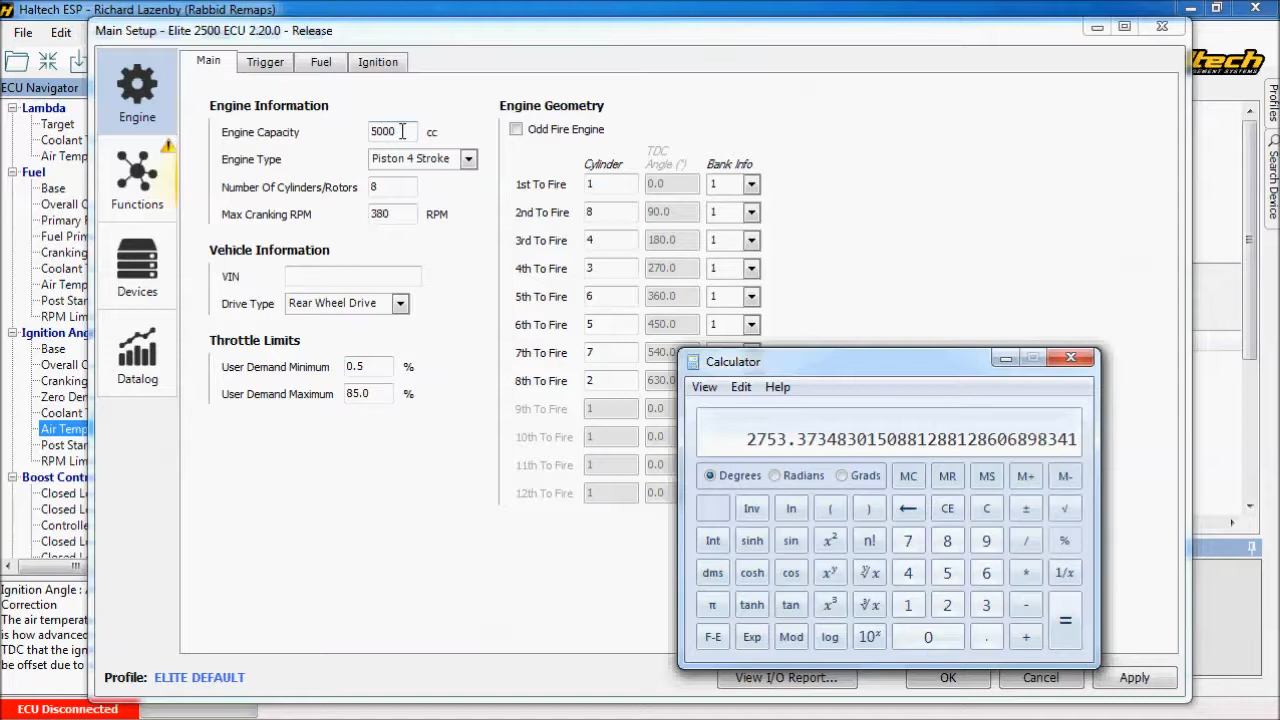 Haltech ESP - Richard Lazenby (Rabbid Remaps)
File Edit
Main Setup - Elite 2500 ECU 2.20.0 - Release
ltech
EMENT SYSTEMS
ECU Navigator
Lambda
Target
Coolant
Air Temp
Fuel
Base
Overall C
Primary
Fuel Prim
Cranking
Coolant
Air Temp
Post Star
RPM Limi
Ignition An
Base
Overall C
Cranking
Zero Dem
Coolant T
Air Temp
Post Star
RPM Limi
Boost Cont
Closed Lo
Closed Lo
Controlle
Closed Lo
Closed Lo
Ignition Angle : A
Correction
The air temperat
is how advanced
TDC that the ign
be offset due to
ECU Disconnected
Engine
Functions
Devices
Datalog
Main Trigger Fuel Ignition
Engine Information
Engine Capacity 5000 cc
Engine Type Piston 4 Stroke
Number Of Cylinders/Rotors 8
Max Cranking RPM 380 RPM
Vehicle Information
VIN
Drive Type Rear Wheel Drive
Throttle Limits
User Demand Minimum 0.5 %
User Demand Maximum 85.0 %
Engine Geometry
Odd Fire Engine
TDC
Cylinder Angle (°) Bank Info
1st To Fire 1 0.0 1
2nd To Fire 8 90.0 1
3rd To Fire 4 180.0 1
4th To Fire 3 270.0 1
5th To Fire 6 360.0 1
6th To Fire 5 450.0 1
7th To Fire 7 540.0
8th To Fire 2 630.0
9th To Fire 1 0.0
10th To Fire 1 0.0
11th To Fire 1 0.0
12th To Fire 1 0.0
Calculator
View Edit Help
2753.3734830150881288128606898341
Degrees Radians Grads MC MR MS M+ M-
Inv ln ( ) ← CE C ± √
Int sinh sin x² n! 7 8 9 / %
dms cosh cos xʸ ʸ√x 4 5 6 * 1/x
π tanh tan x³ ³√x 1 2 3 - =
F-E Exp Mod log 10ˣ 0 . +
Profile: ELITE DEFAULT
View I/O Report... OK Cancel Apply
Profiles
Search Device